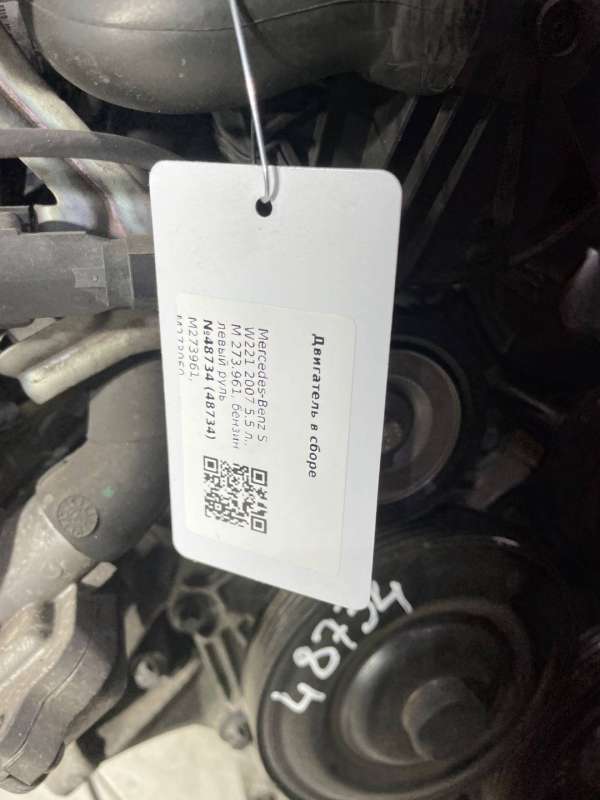 Двигатель в сборе
Mercedes-Benz S
W221 2007 5,5 л.
M 273.961, бензин
левый руль
№48734 (48734)
M273961,
48734